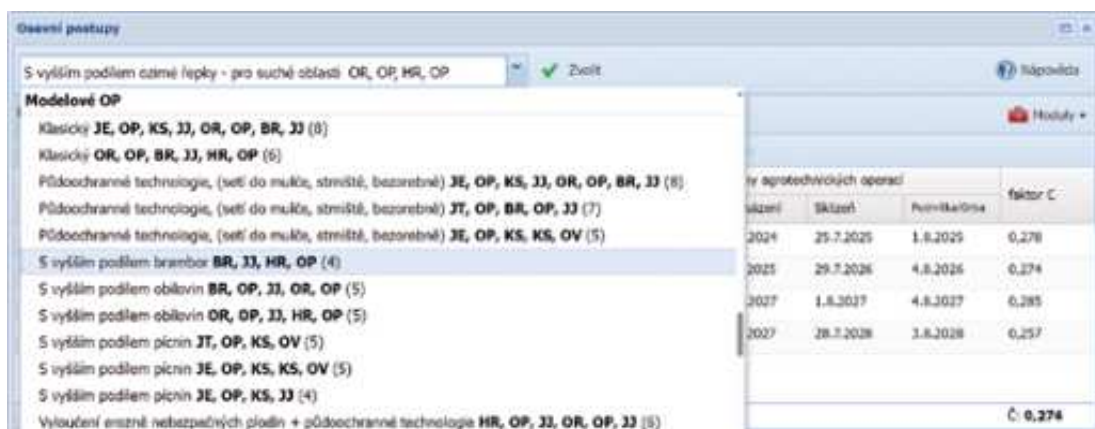 Osevní postupy
S vyšším podílem ozimé řepky - pro suché oblasti OR, OP, HR, OP
Zvolit
Nápověda
Modelové OP
Moduly
Klasický JE, OP, KS, JJ, OR, OP, BR, JJ (8)
Klasický OR, OP, BR, JJ, HR, OP (6)
Půdoochranné technologie, (setí do mulče, strniště, bezorebné) JE, OP, KS, JJ, OR, OP, BR, JJ (8)
y agrotechnických operací
faktor C
Půdoochranné technologie, (setí do mulče, strniště, bezorebné) JT, OP, BR, OP, JJ (7)
Sklizeň
Podmítka/Orba
Půdoochranné technologie, (setí do mulče, strniště, bezorebné) JE, OP, KS, KS, OV (5)
2024 25.7.2025 1.8.2025 0,278
S vyšším podílem brambor BR, JJ, HR, OP (4)
2025 29.7.2026 4.8.2026 0,274
S vyšším podílem obilovin BR, OP, JJ, OR, OP (5)
S vyšším podílem obilovin OR, OP, JJ, HR, OP (5)
2027 1.8.2027 4.8.2027 0,285
S vyšším podílem pícnin JT, OP, KS, OV (5)
2027 28.7.2028 3.8.2028 0,257
S vyšším podílem pícnin JE, OP, KS, KS, OV (5)
S vyšším podílem pícnin JE, OP, KS, JJ (4)
Vyloučení erozně nebezpečných plodin + půdoochranné technologie HR, OP, JJ, OR, OP, JJ (6)
Č: 0,274